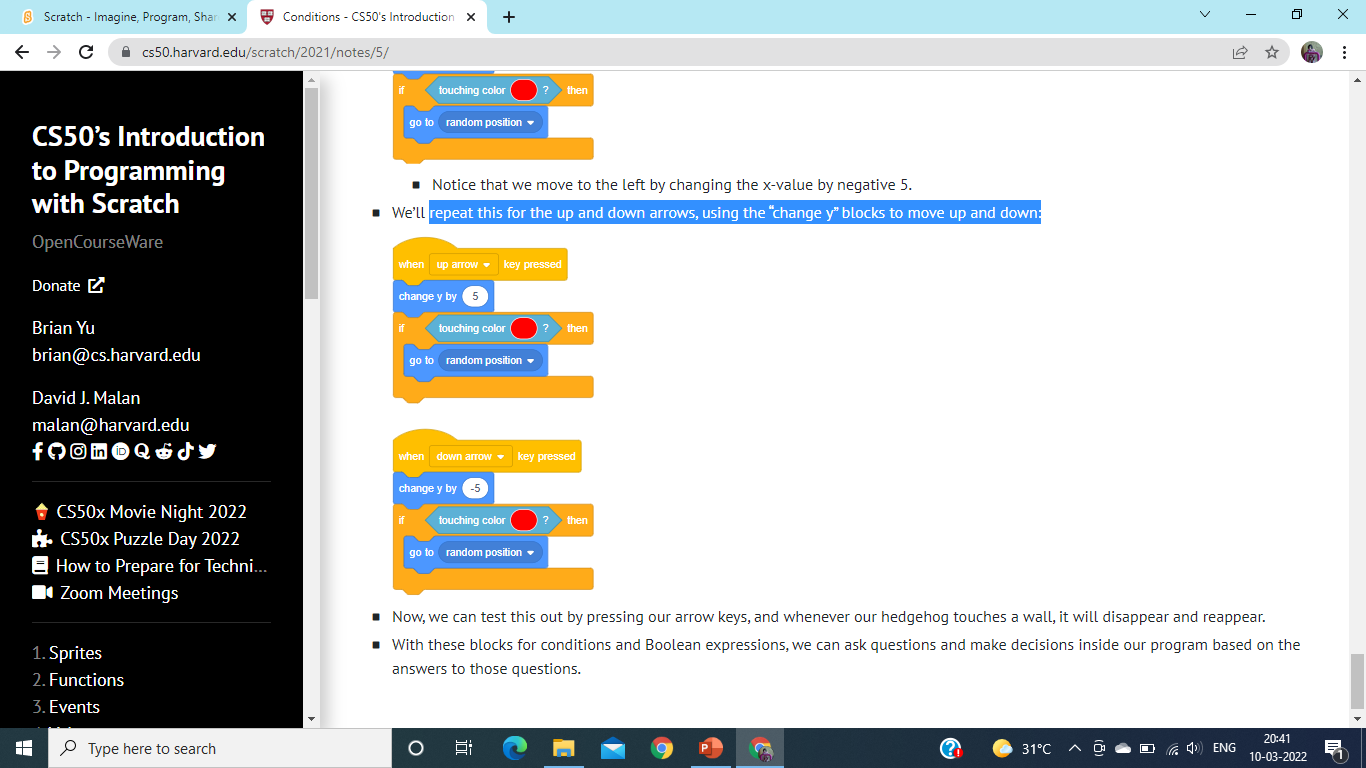 Scratch - Imagine, Program, Shar
Conditions - CS50's Introduction
cs50.harvard.edu/scratch/2021/notes/5/
CS50’s Introduction
to Programming
with Scratch
OpenCourseWare
Donate
Brian Yu
brian@cs.harvard.edu
David J. Malan
malan@harvard.edu
CS50x Movie Night 2022
CS50x Puzzle Day 2022
How to Prepare for Techni...
Zoom Meetings
1. Sprites
2. Functions
3. Events
if touching color ? then
go to random position
Notice that we move to the left by changing the x-value by negative 5.
We’ll repeat this for the up and down arrows, using the “change y” blocks to move up and down:
when up arrow key pressed
change y by 5
if touching color ? then
go to random position
when down arrow key pressed
change y by -5
if touching color ? then
go to random position
Now, we can test this out by pressing our arrow keys, and whenever our hedgehog touches a wall, it will disappear and reappear.
With these blocks for conditions and Boolean expressions, we can ask questions and make decisions inside our program based on the
answers to those questions.
Type here to search
31°C
ENG
20:41
10-03-2022
1